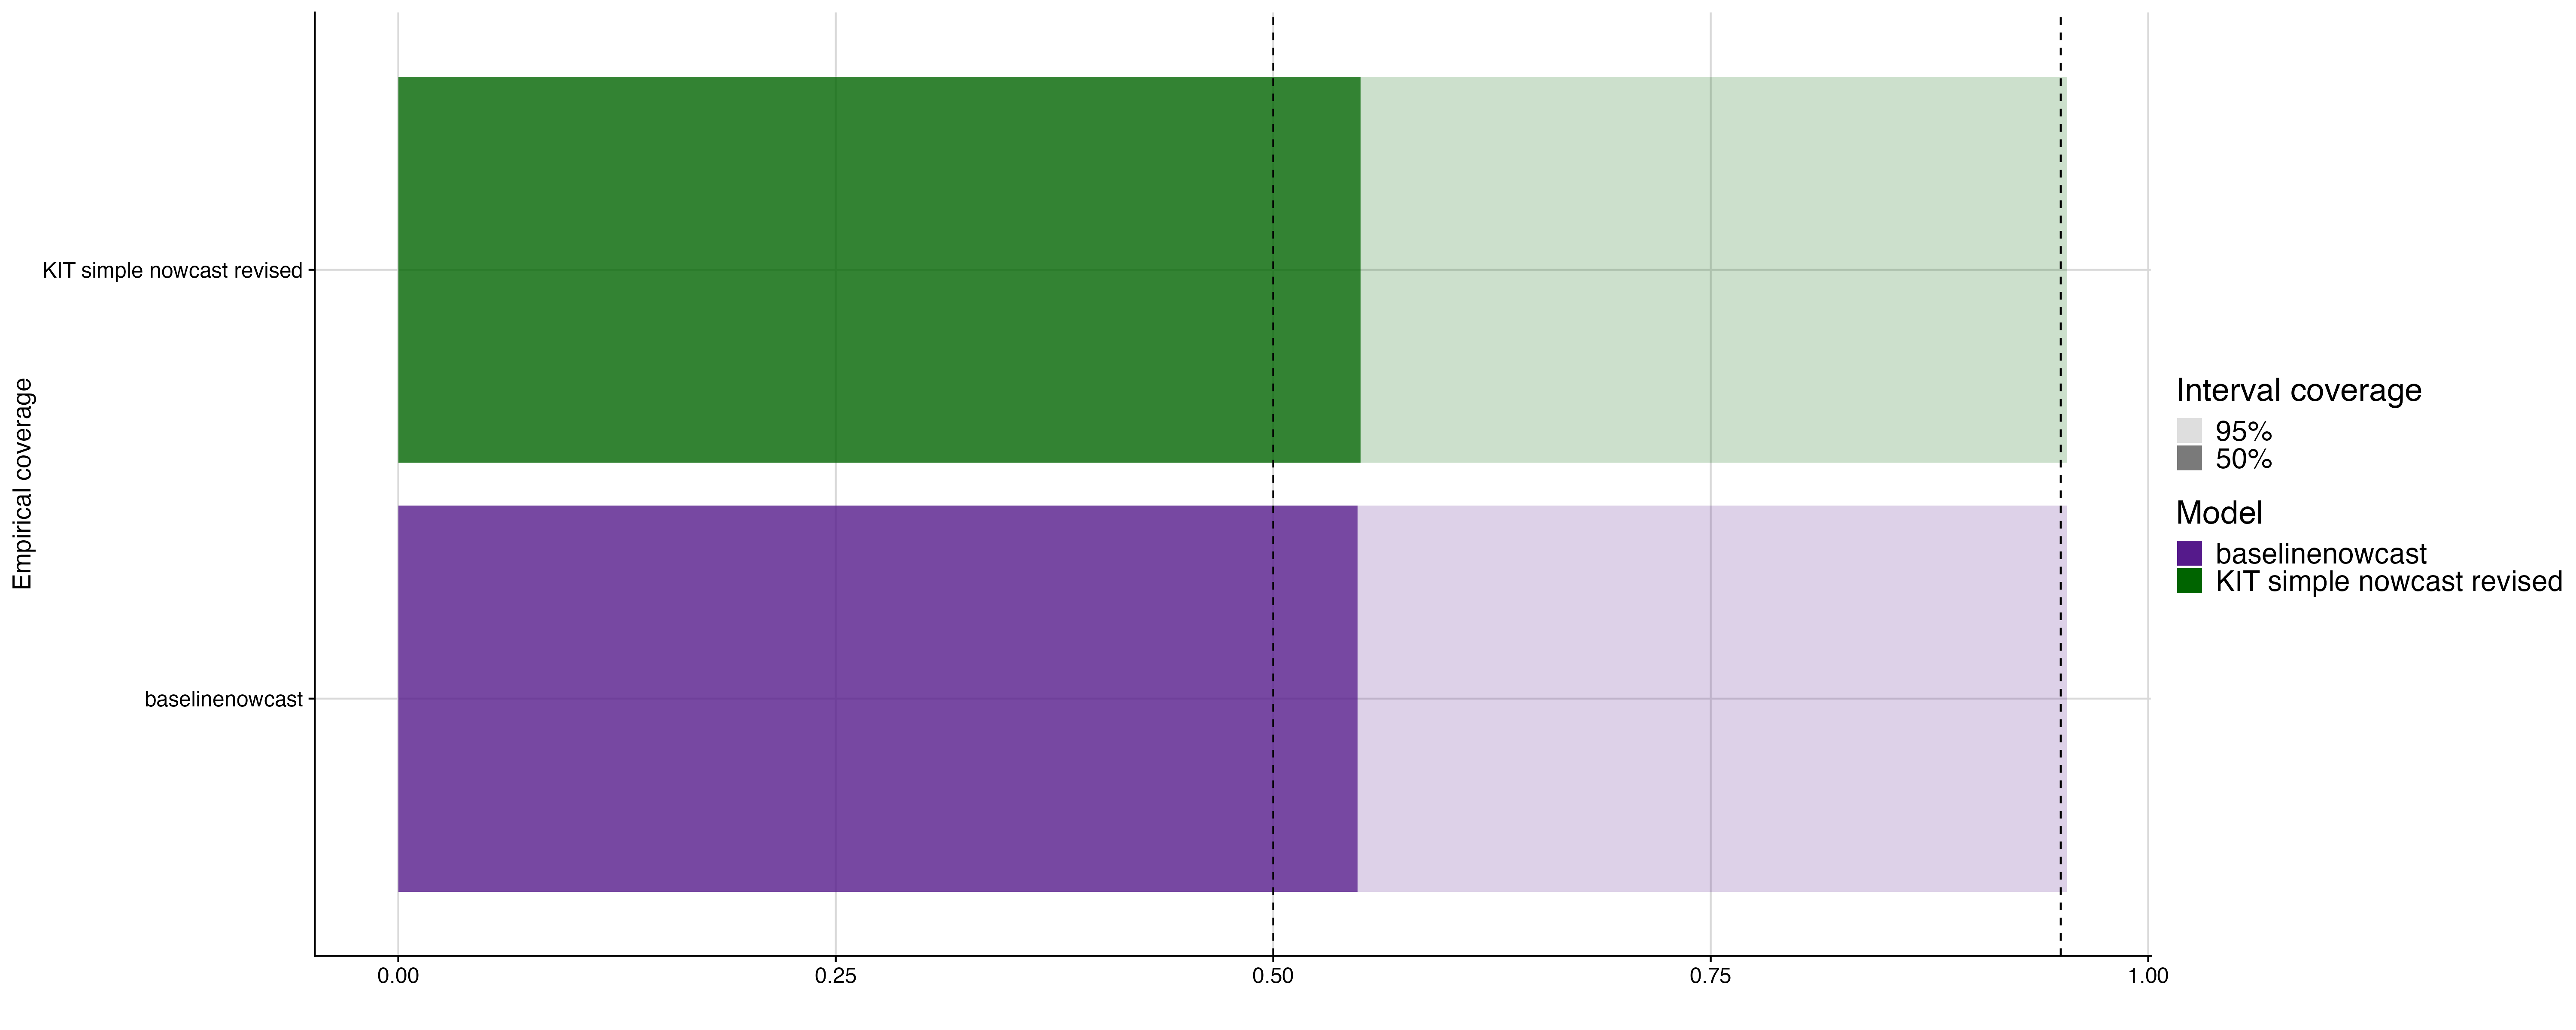 Empirical coverage
KIT simple nowcast revised
baselinenowcast
0.00
0.25
0.50
0.75
1.00
Interval coverage
95%
50%
Model
baselinenowcast
KIT simple nowcast revised